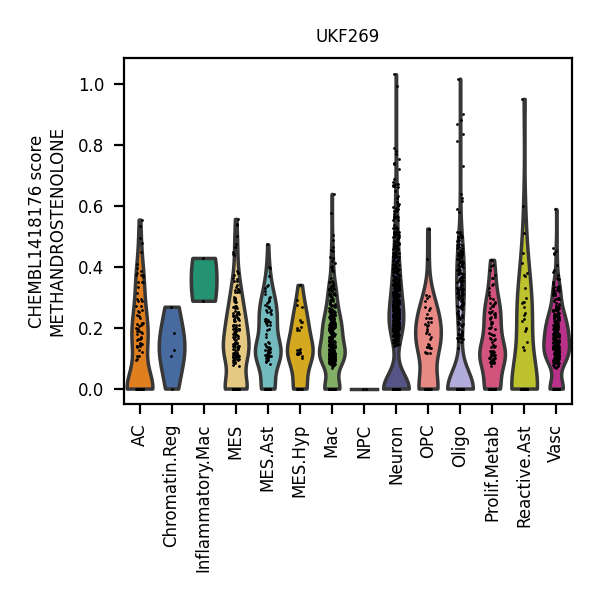 UKF269
CHEMBL1418176 score
METHANDROSTENOLONE
1.0
0.8
0.6
0.4
0.2
0.0
AC
Chromatin.Reg
Inflammatory.Mac
MES
MES.Ast
MES.Hyp
Mac
NPC
Neuron
OPC
Oligo
Prolif.Metab
Reactive.Ast
Vasc